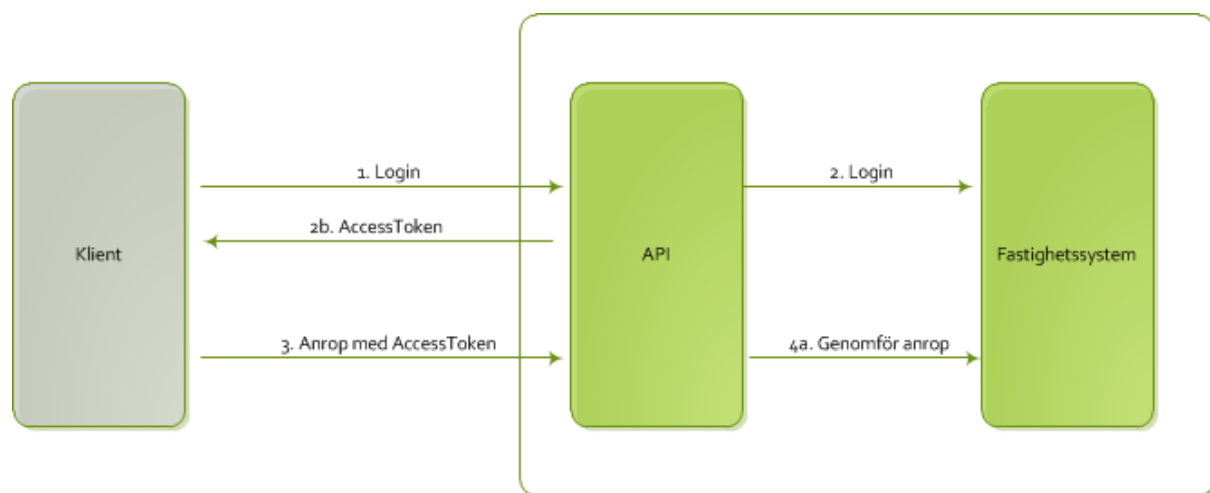 1. Login
2. Login
2b. AccessToken
Klient
API
Fastighetssystem
3. Anrop med AccessToken
4a. Genomför anrop